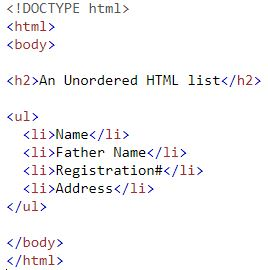 <!DOCTYPE html>
<html>
<body>
<h2>An Unordered HTML list</h2>
<ul>
<li>Name</li>
<li>Father Name</li>
<li>Registration#</li>
<li>Address</li>
</ul>
</body>
</html>